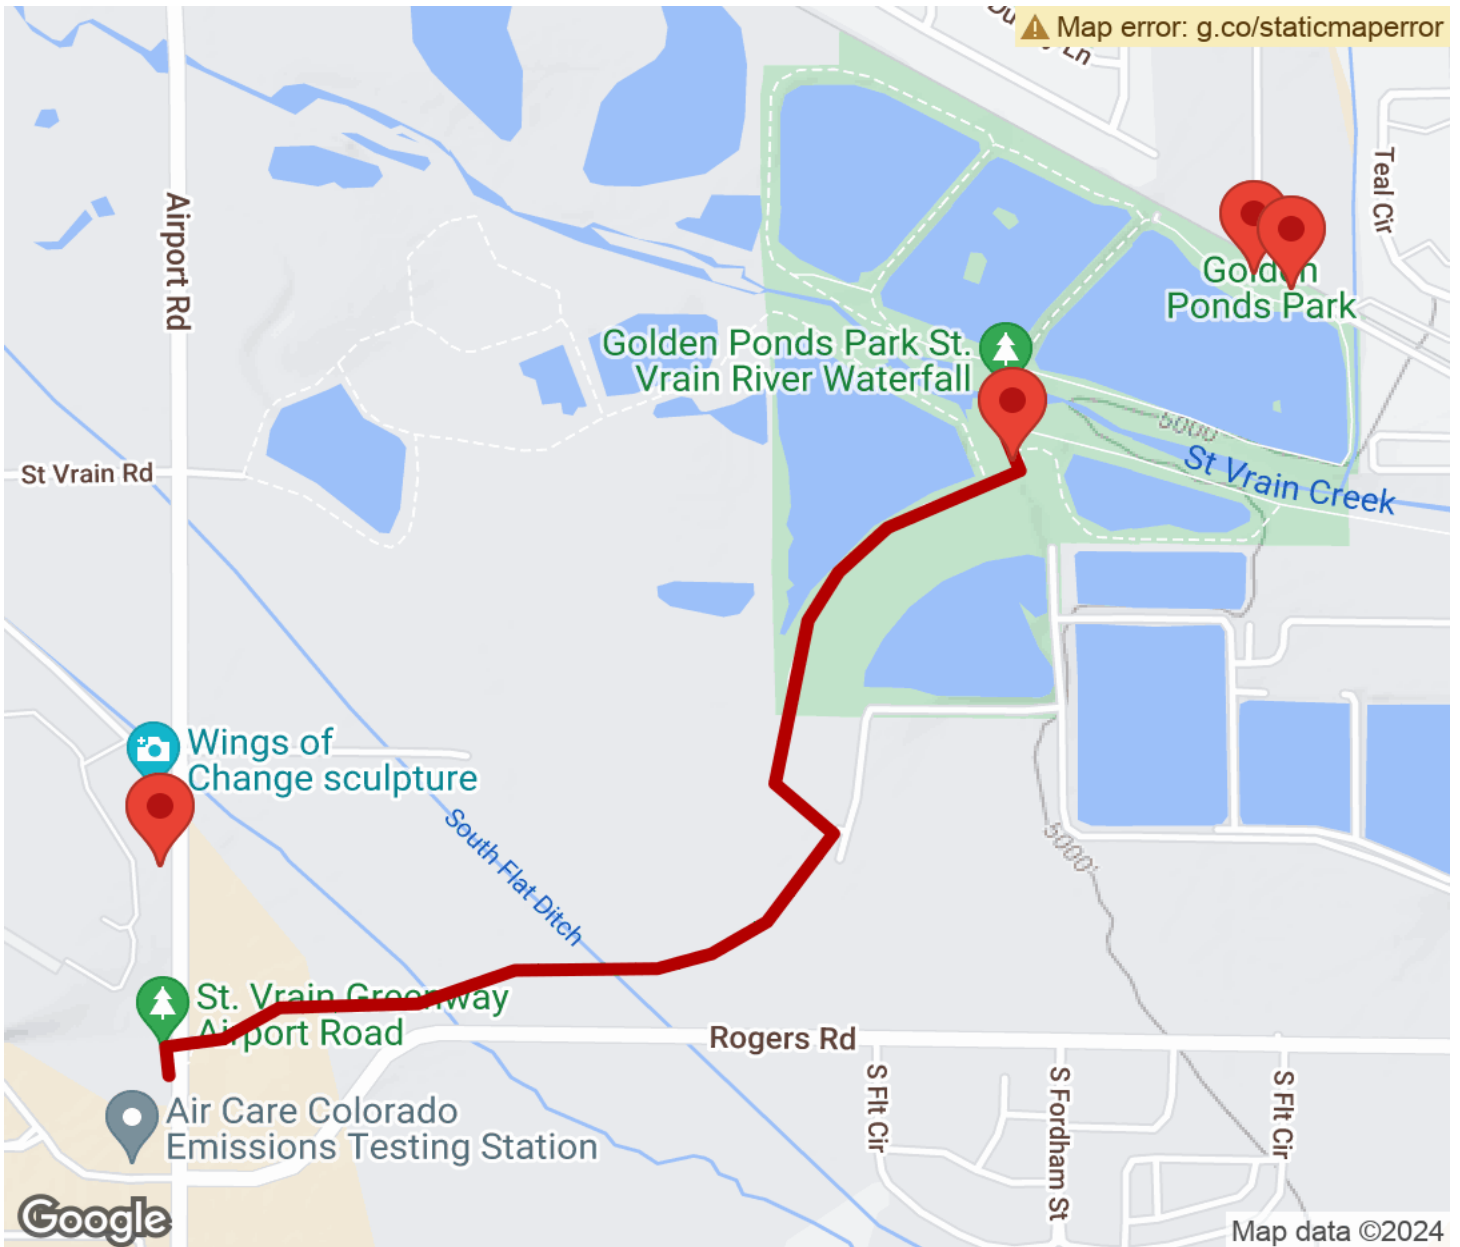 Map error: g.co/staticmaperror
Ln
Teal Cir
Airport Rd
Golden
Ponds Park
Golden Ponds Park St.
Vrain River Waterfall
5000
St Vrain Creek
St Vrain Rd
Wings of
Change sculpture
South Flat Ditch
5000'
St. Vrain Greenway
Airport Road
Rogers Rd
S Flt Cir
S Fordham St
S Flt Cir
Air Care Colorado
Emissions Testing Station
Google
Map data ©2024